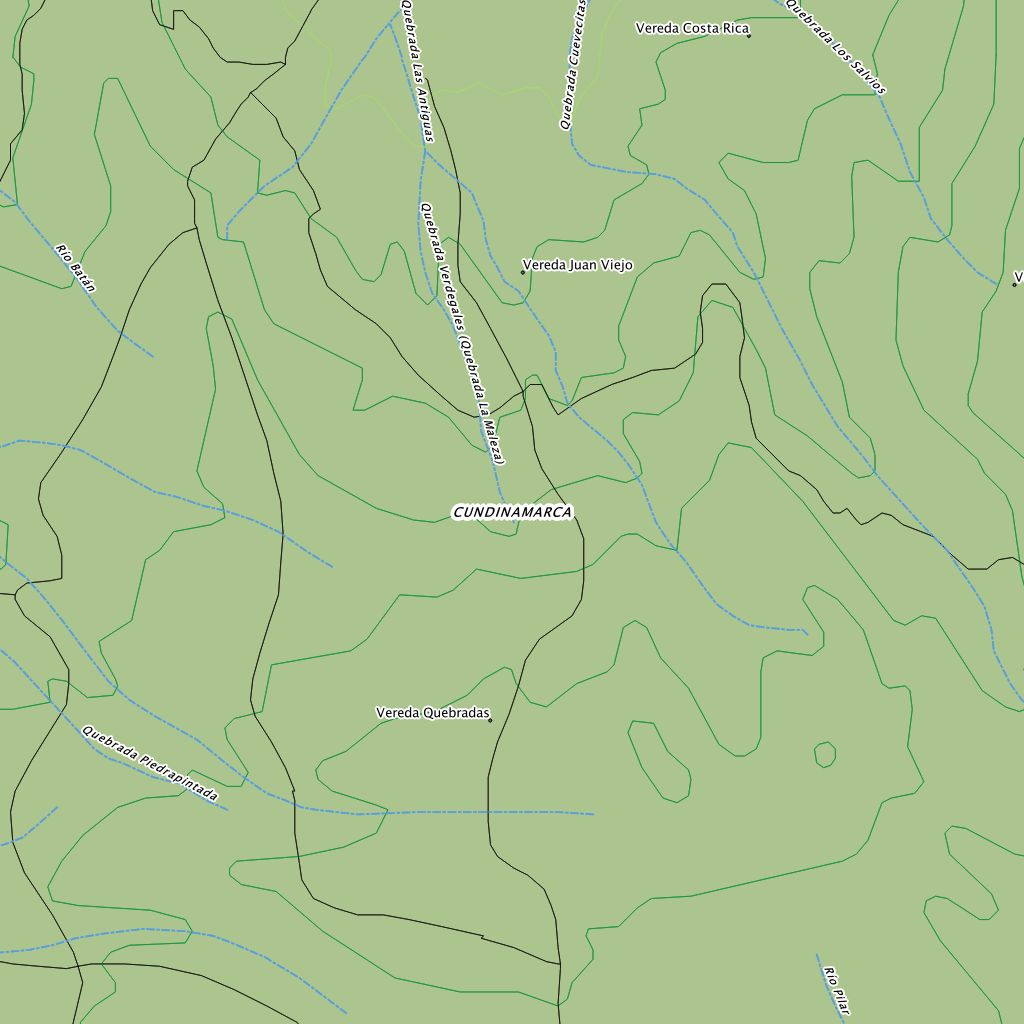 Quebrada Las Antiguas
Quebrada Cuevecitas
Vereda Costa Rica
Quebrada Los Salvios
Río Batán
Quebrada Verdegales (Quebrada La Maleza)
Vereda Juan Viejo
V
CUNDINAMARCA
Vereda Quebradas
Quebrada Piedrapintada
Río Pilar